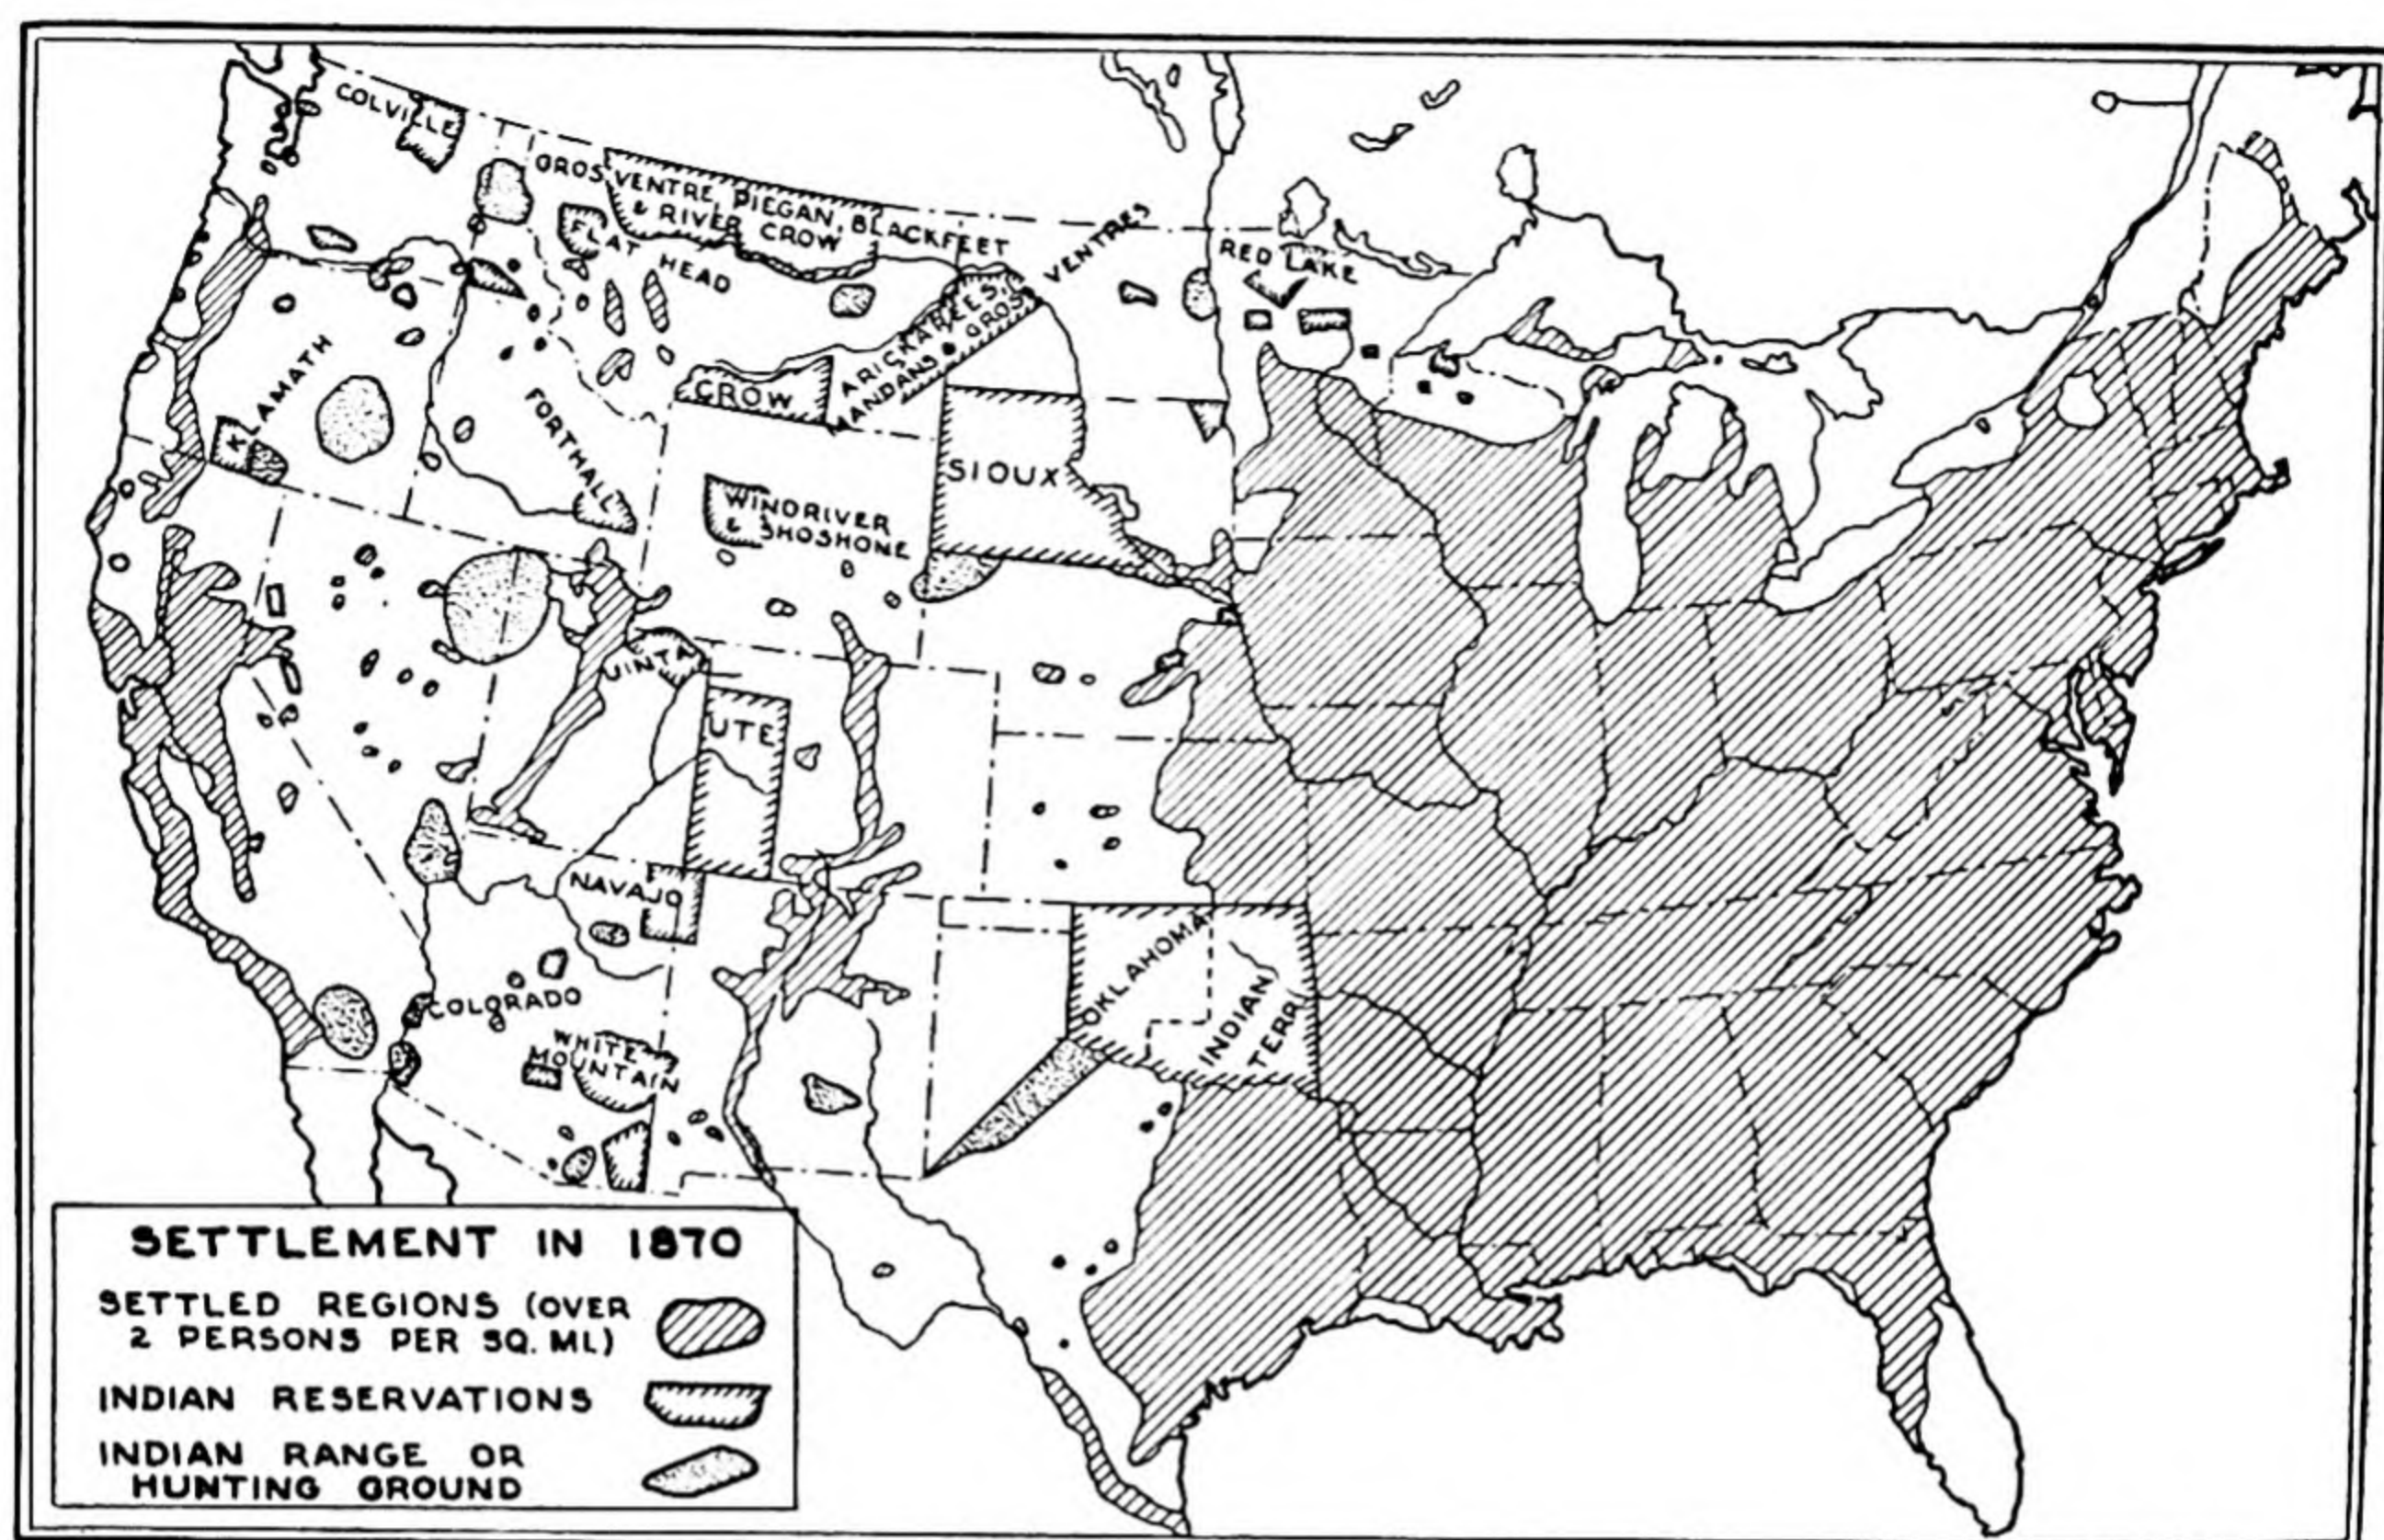 COLVILLE
GROS VENTRE, PIEGAN, BLACKFEET
& RIVER CROW
FLAT HEAD
ARICKAREES,
MANDANS & GROS VENTRES
RED LAKE
KLAMATH
FORTHALL
CROW
SIOUX
WINDRIVER
& SHOSHONE
UINTA
UTE
NAVAJO
COLORADO
WHITE
MOUNTAIN
OKLAHOMA
INDIAN
TERR.
SETTLEMENT IN 1870
SETTLED REGIONS (OVER
2 PERSONS PER SQ. MI.)
INDIAN RESERVATIONS
INDIAN RANGE OR
HUNTING GROUND